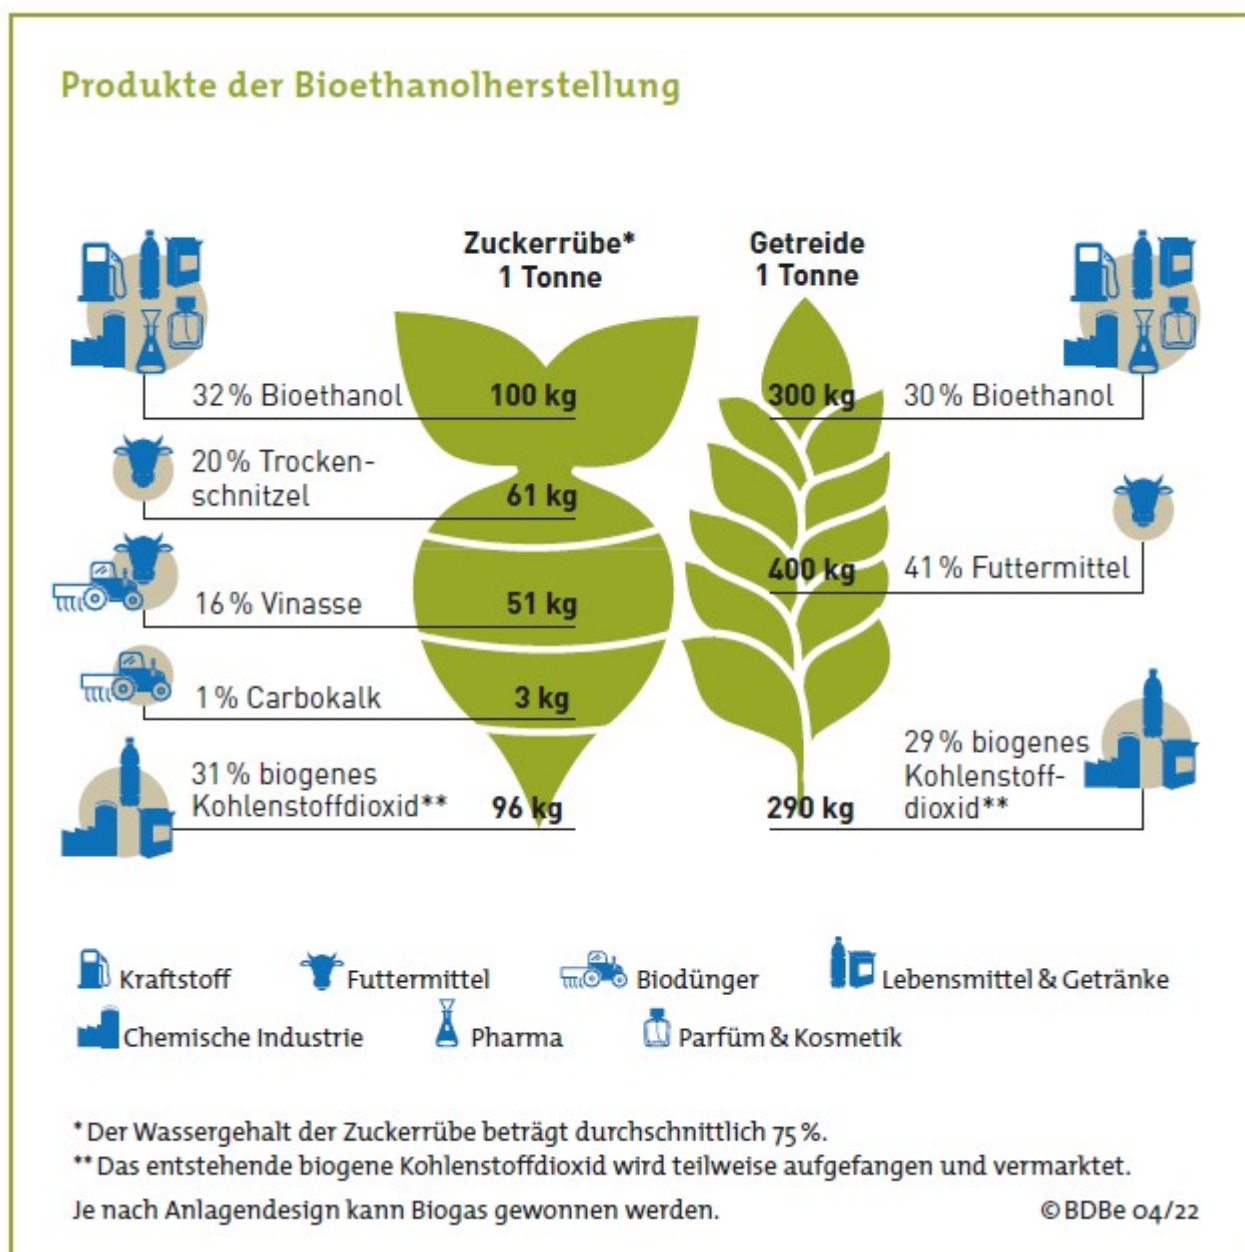 Produkte der Bioethanolherstellung
Zuckerrübe*
1 Tonne
32 % Bioethanol 100 kg
20 % Trocken-
schnitzel 61 kg
16 % Vinasse 51 kg
1 % Carbokalk 3 kg
31 % biogenes
Kohlenstoffdioxid** 96 kg
Getreide
1 Tonne
300 kg 30 % Bioethanol
400 kg 41 % Futtermittel
29 % biogenes
Kohlenstoff-
290 kg dioxid**
Kraftstoff Futtermittel Biodünger Lebensmittel & Getränke
Chemische Industrie Pharma Parfüm & Kosmetik
* Der Wassergehalt der Zuckerrübe beträgt durchschnittlich 75 %.
** Das entstehende biogene Kohlenstoffdioxid wird teilweise aufgefangen und vermarktet.
Je nach Anlagendesign kann Biogas gewonnen werden. © BDBe 04/22